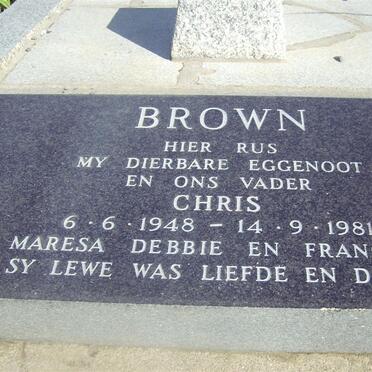 BROWN
HIER RUS
MY DIERBARE EGGENOOT
EN ONS VADER
CHRIS
6·6·1948 – 14·9·1981
MARESA DEBBIE EN FRAN
SY LEWE WAS LIEFDE EN D